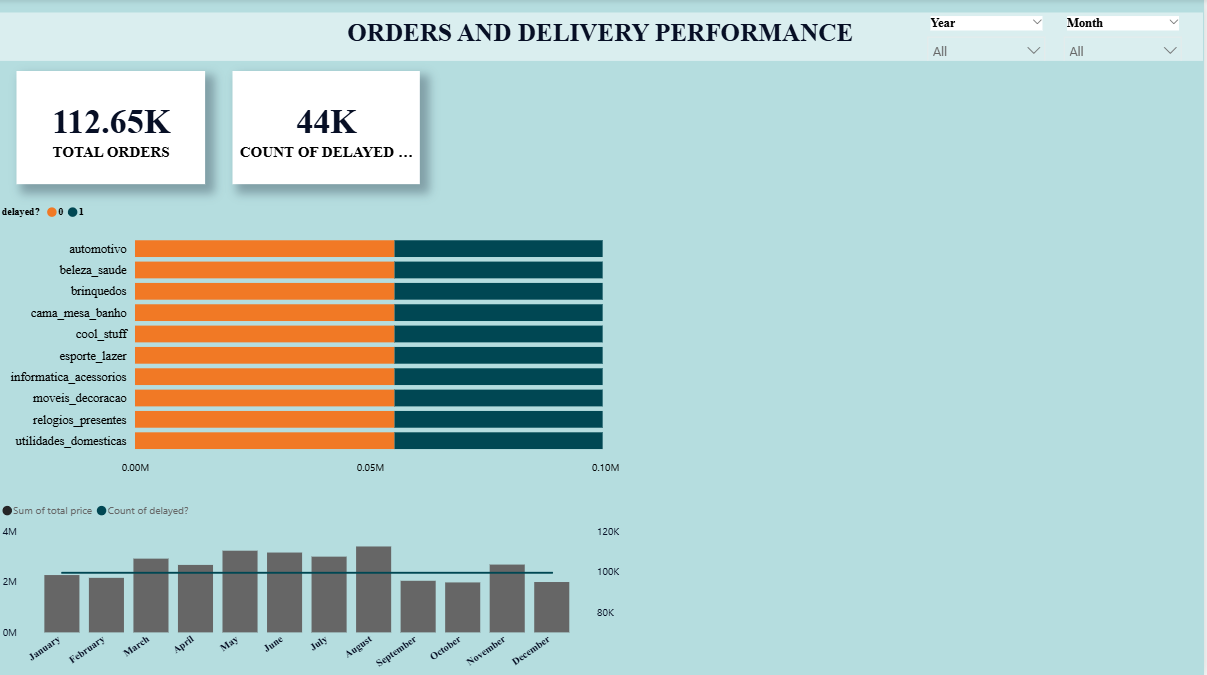 ORDERS AND DELIVERY PERFORMANCE
Year
Month
All
All
112.65K
TOTAL ORDERS
44K
COUNT OF DELAYED ...
delayed? 0 1
automotivo
beleza_saude
brinquedos
cama_mesa_banho
cool_stuff
esporte_lazer
informatica_acessorios
moveis_decoracao
relogios_presentes
utilidades_domesticas
0.00M 0.05M 0.10M
Sum of total price Count of delayed?
4M 120K
2M 100K
0M 80K
January February March April May June July August September October November December